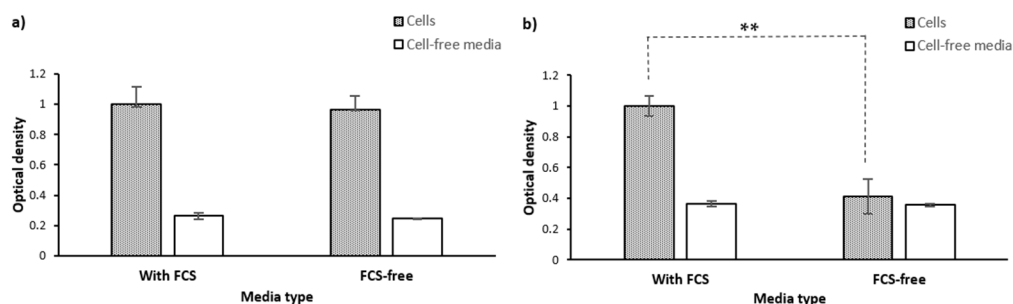 a)
Cells
Cell-free media
1.2
1
0.8
0.6
0.4
0.2
0
Optical density
With FCS
FCS-free
Media type
b)
**
Cells
Cell-free media
1.2
1
0.8
0.6
0.4
0.2
0
Optical density
With FCS
FCS-free
Media type